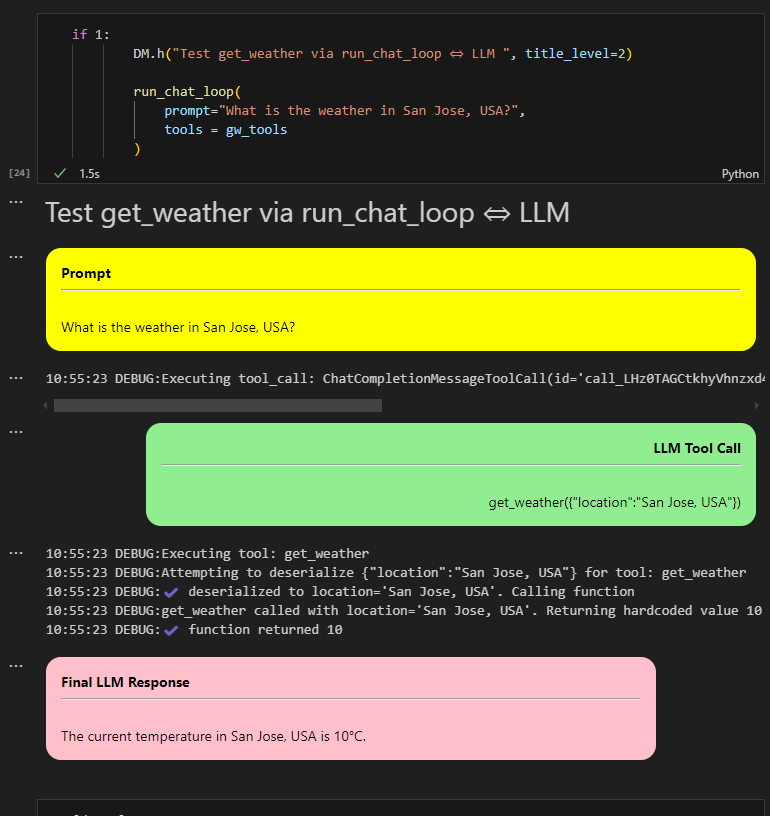 if 1:
DM.h("Test get_weather via run_chat_loop ⇔ LLM ", title_level=2)
run_chat_loop(
prompt="What is the weather in San Jose, USA?",
tools = gw_tools
)
[24] ✓ 1.5s Python
Test get_weather via run_chat_loop ⇔ LLM
Prompt
What is the weather in San Jose, USA?
10:55:23 DEBUG:Executing tool_call: ChatCompletionMessageToolCall(id='call_LHz0TAGCtkhyVhnzxd4
LLM Tool Call
get_weather({"location":"San Jose, USA"})
10:55:23 DEBUG:Executing tool: get_weather
10:55:23 DEBUG:Attempting to deserialize {"location":"San Jose, USA"} for tool: get_weather
10:55:23 DEBUG:✔ deserialized to location='San Jose, USA'. Calling function
10:55:23 DEBUG:get_weather called with location='San Jose, USA'. Returning hardcoded value 10
10:55:23 DEBUG:✔ function returned 10
Final LLM Response
The current temperature in San Jose, USA is 10°C.